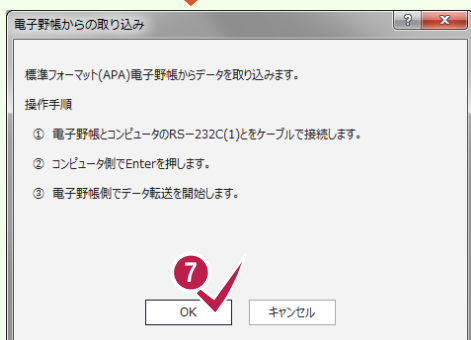 電子野帳からの取り込み
標準フォーマット(APA)電子野帳からデータを取り込みます。
操作手順
① 電子野帳とコンピュータのRS-232C(1)とをケーブルで接続します。
② コンピュータ側でEnterを押します。
③ 電子野帳側でデータ転送を開始します。
7
OK キャンセル